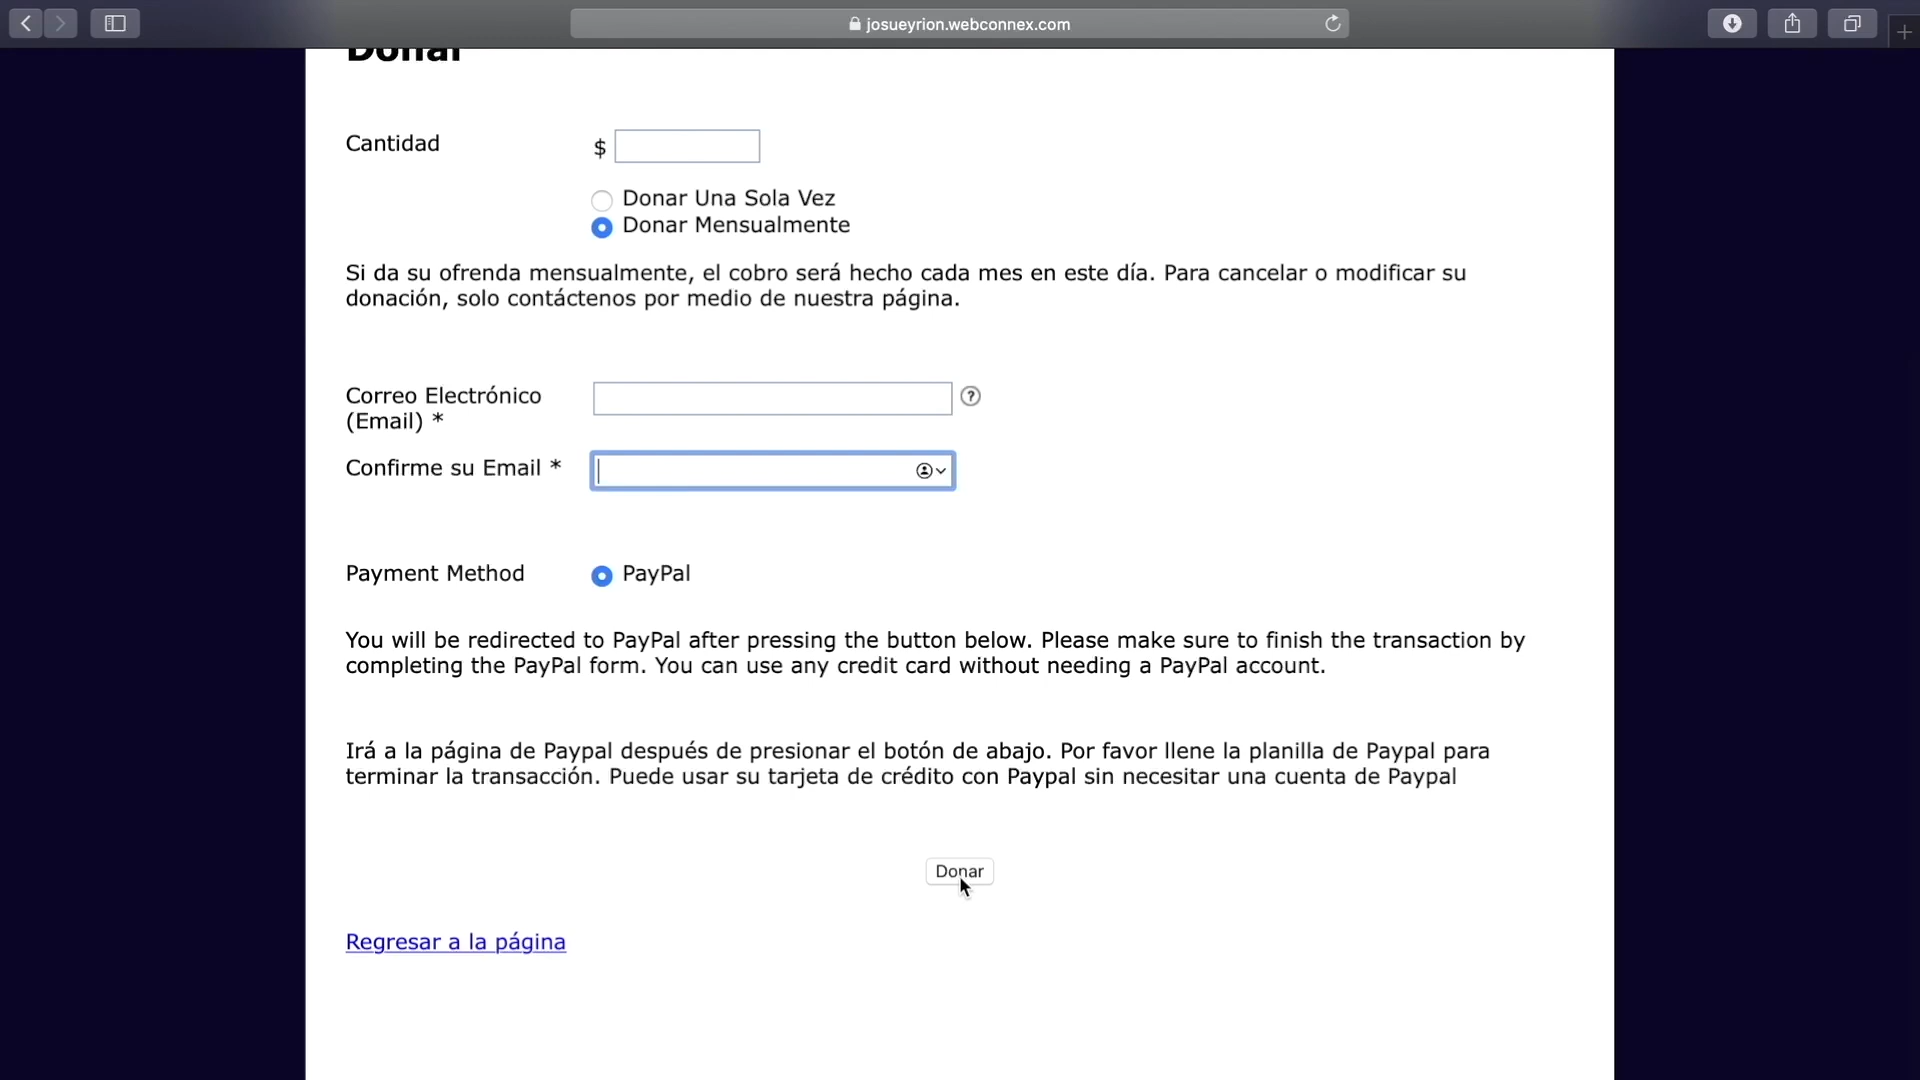 josueyrion.webconnex.com
Donar
Cantidad
$
Donar Una Sola Vez
Donar Mensualmente
Si da su ofrenda mensualmente, el cobro será hecho cada mes en este día. Para cancelar o modificar su
donación, solo contáctenos por medio de nuestra página.
Correo Electrónico
(Email) *
?
Confirme su Email *
Payment Method
PayPal
You will be redirected to PayPal after pressing the button below. Please make sure to finish the transaction by
completing the PayPal form. You can use any credit card without needing a PayPal account.
Irá a la página de Paypal después de presionar el botón de abajo. Por favor llene la planilla de Paypal para
terminar la transacción. Puede usar su tarjeta de crédito con Paypal sin necesitar una cuenta de Paypal
Donar
Regresar a la página